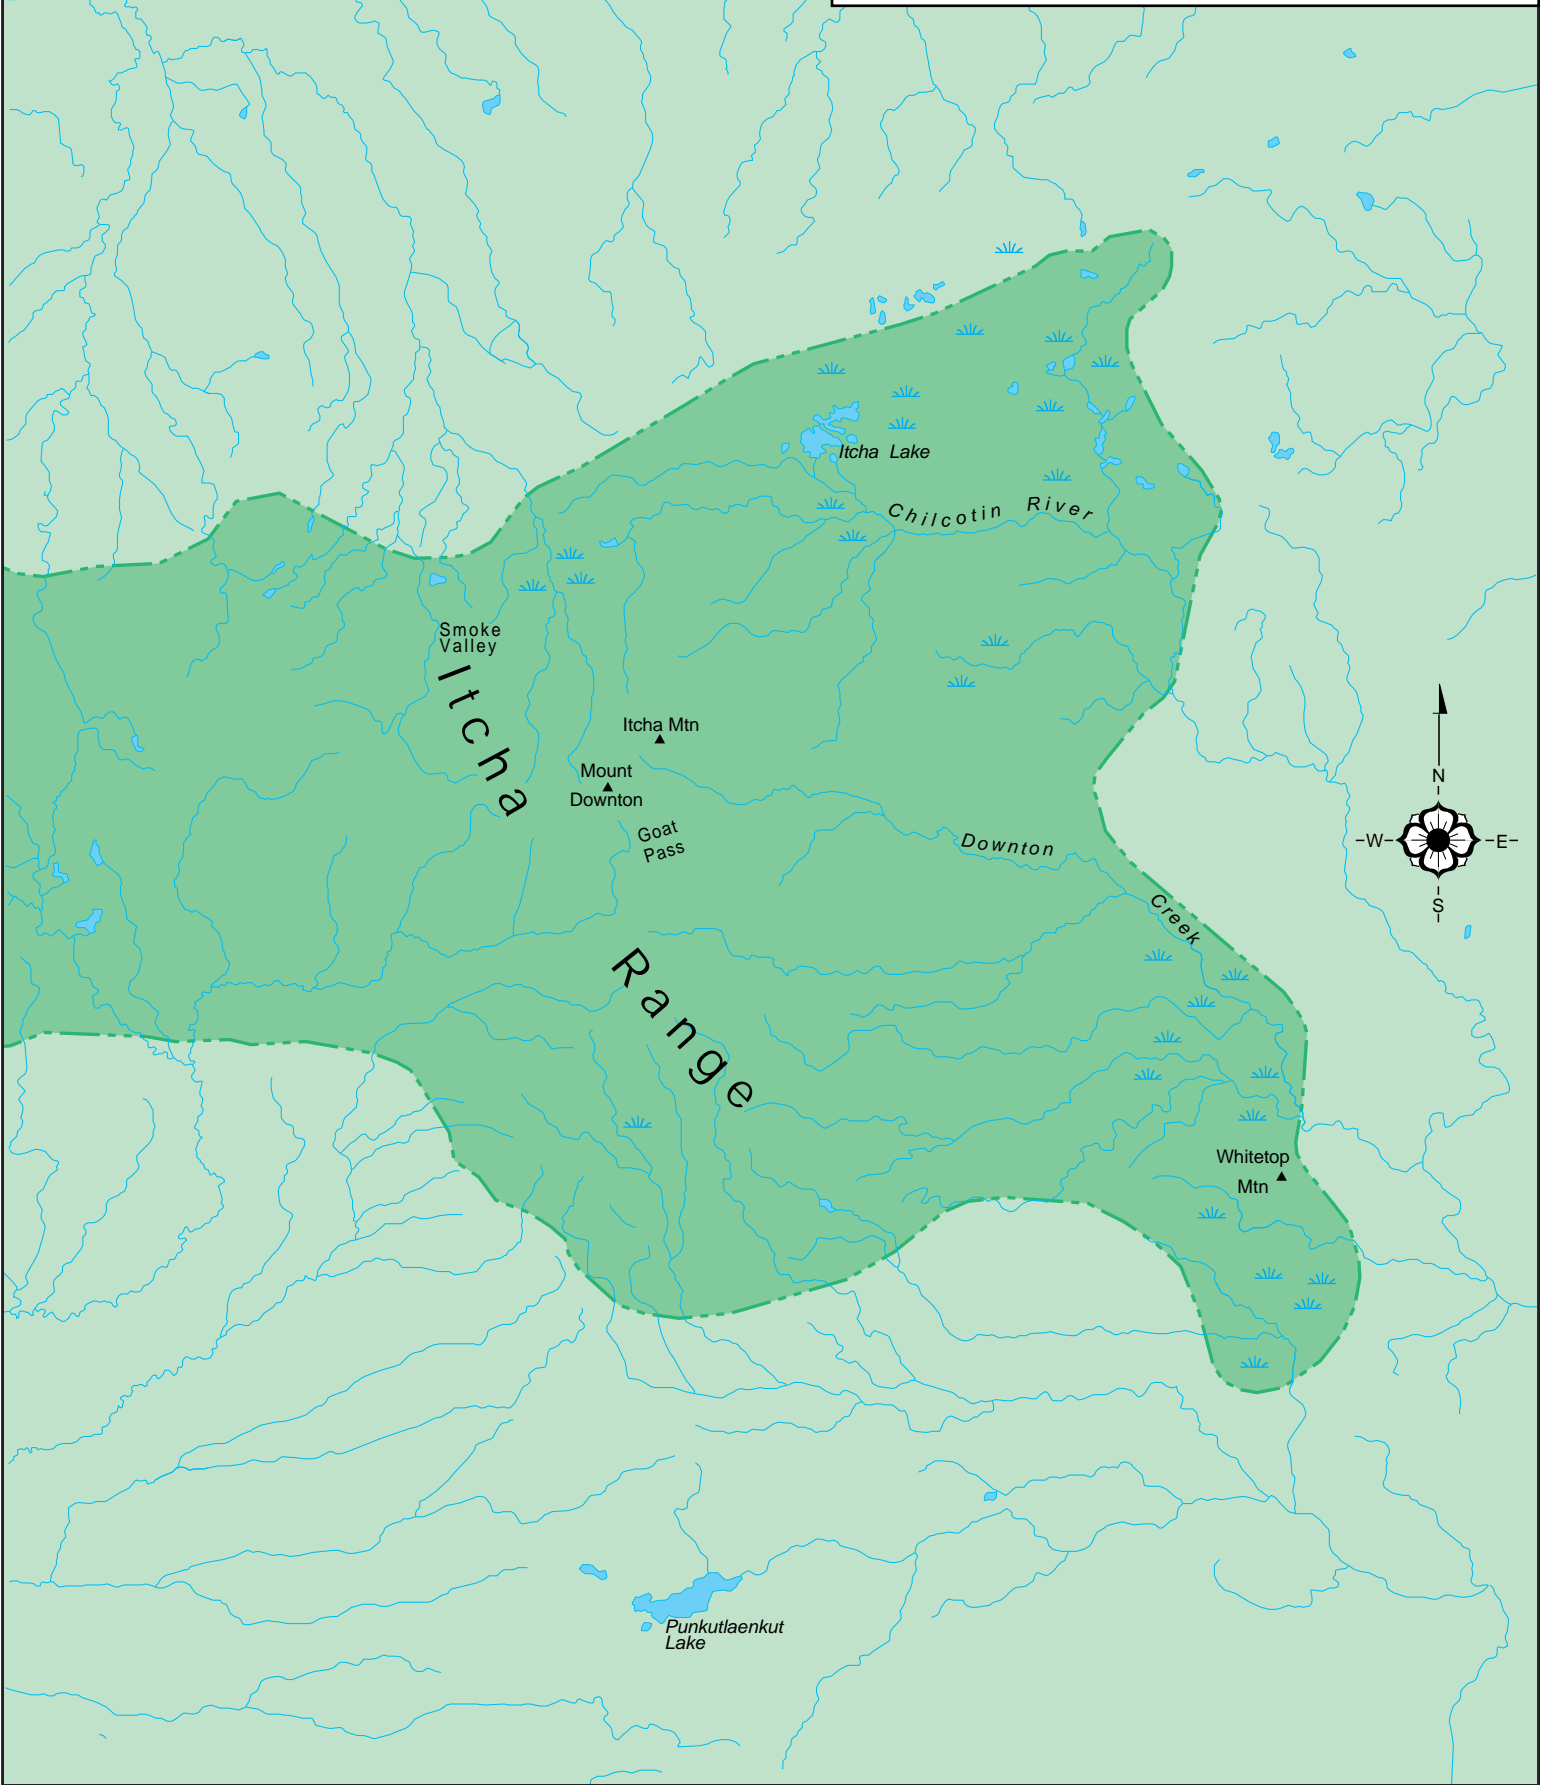 Itcha Lake
Chilcotin River
Smoke
Valley
Itcha
Itcha Mtn
Mount
Downton
Goat
Pass
N
W
E
S
Downton
Creek
Range
Whitetop
Mtn
Punkutlaenkut
Lake